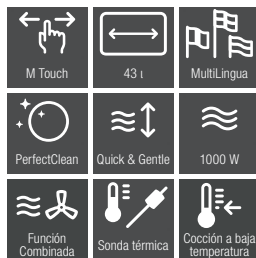 M Touch
43 ι
MultiLingua
PerfectClean
Quick & Gentle
1000 W
Función
Combinada
Sonda térmica
Cocción a baja
temperatura